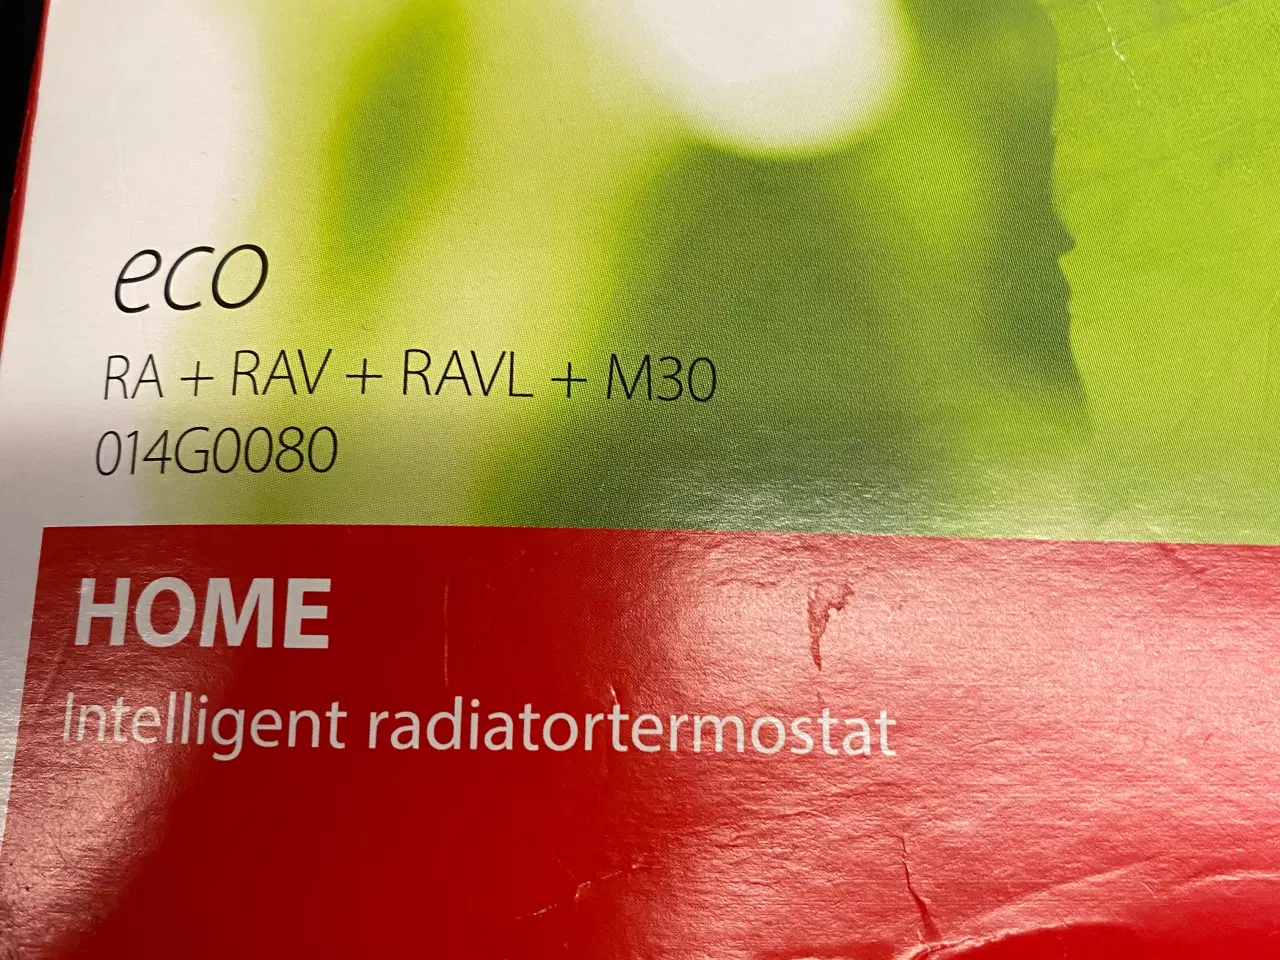 eco
RA + RAV + RAVL + M30
014G0080
HOME
Intelligent radiatortermostat